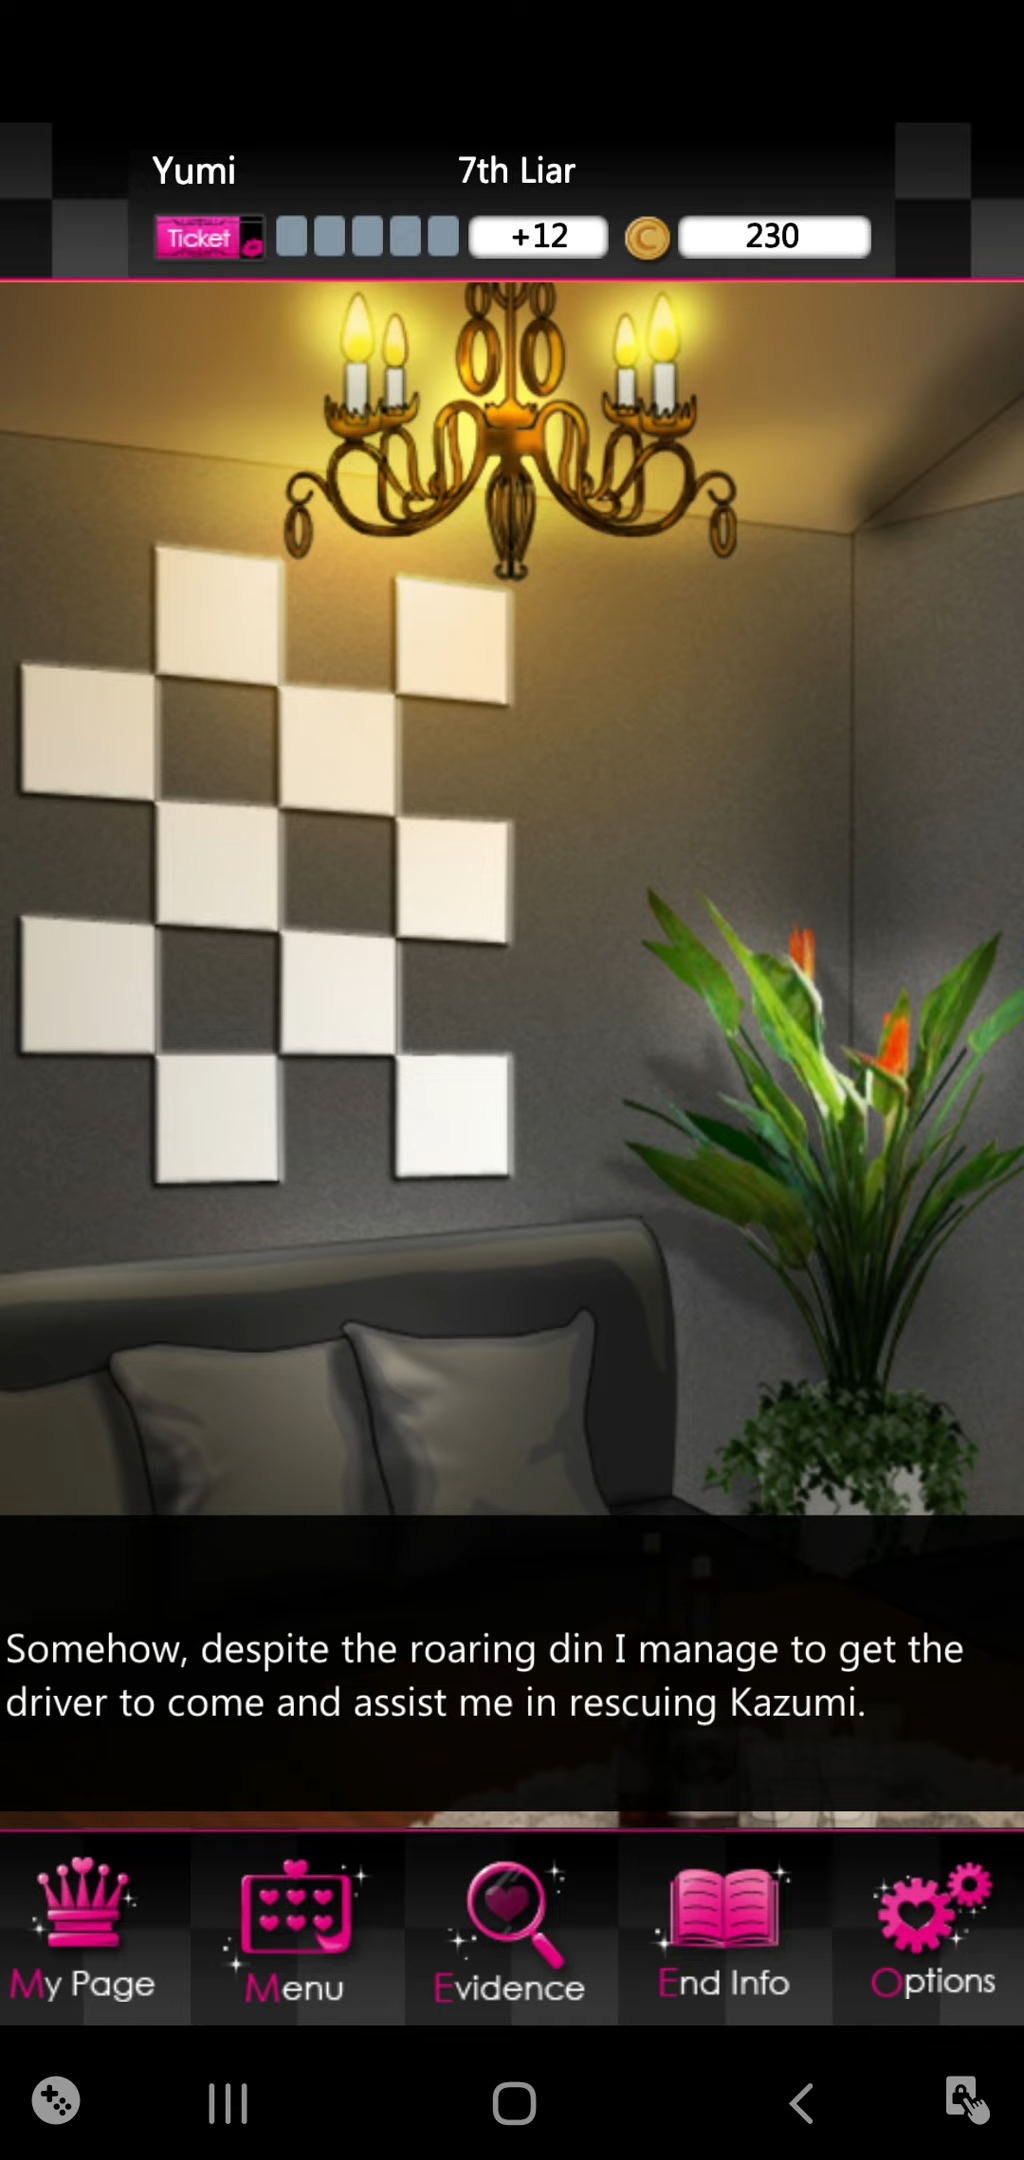 Yumi 7th Liar
Ticket +12 C 230
Somehow, despite the roaring din I manage to get the
driver to come and assist me in rescuing Kazumi.
My Page Menu Evidence End Info Options